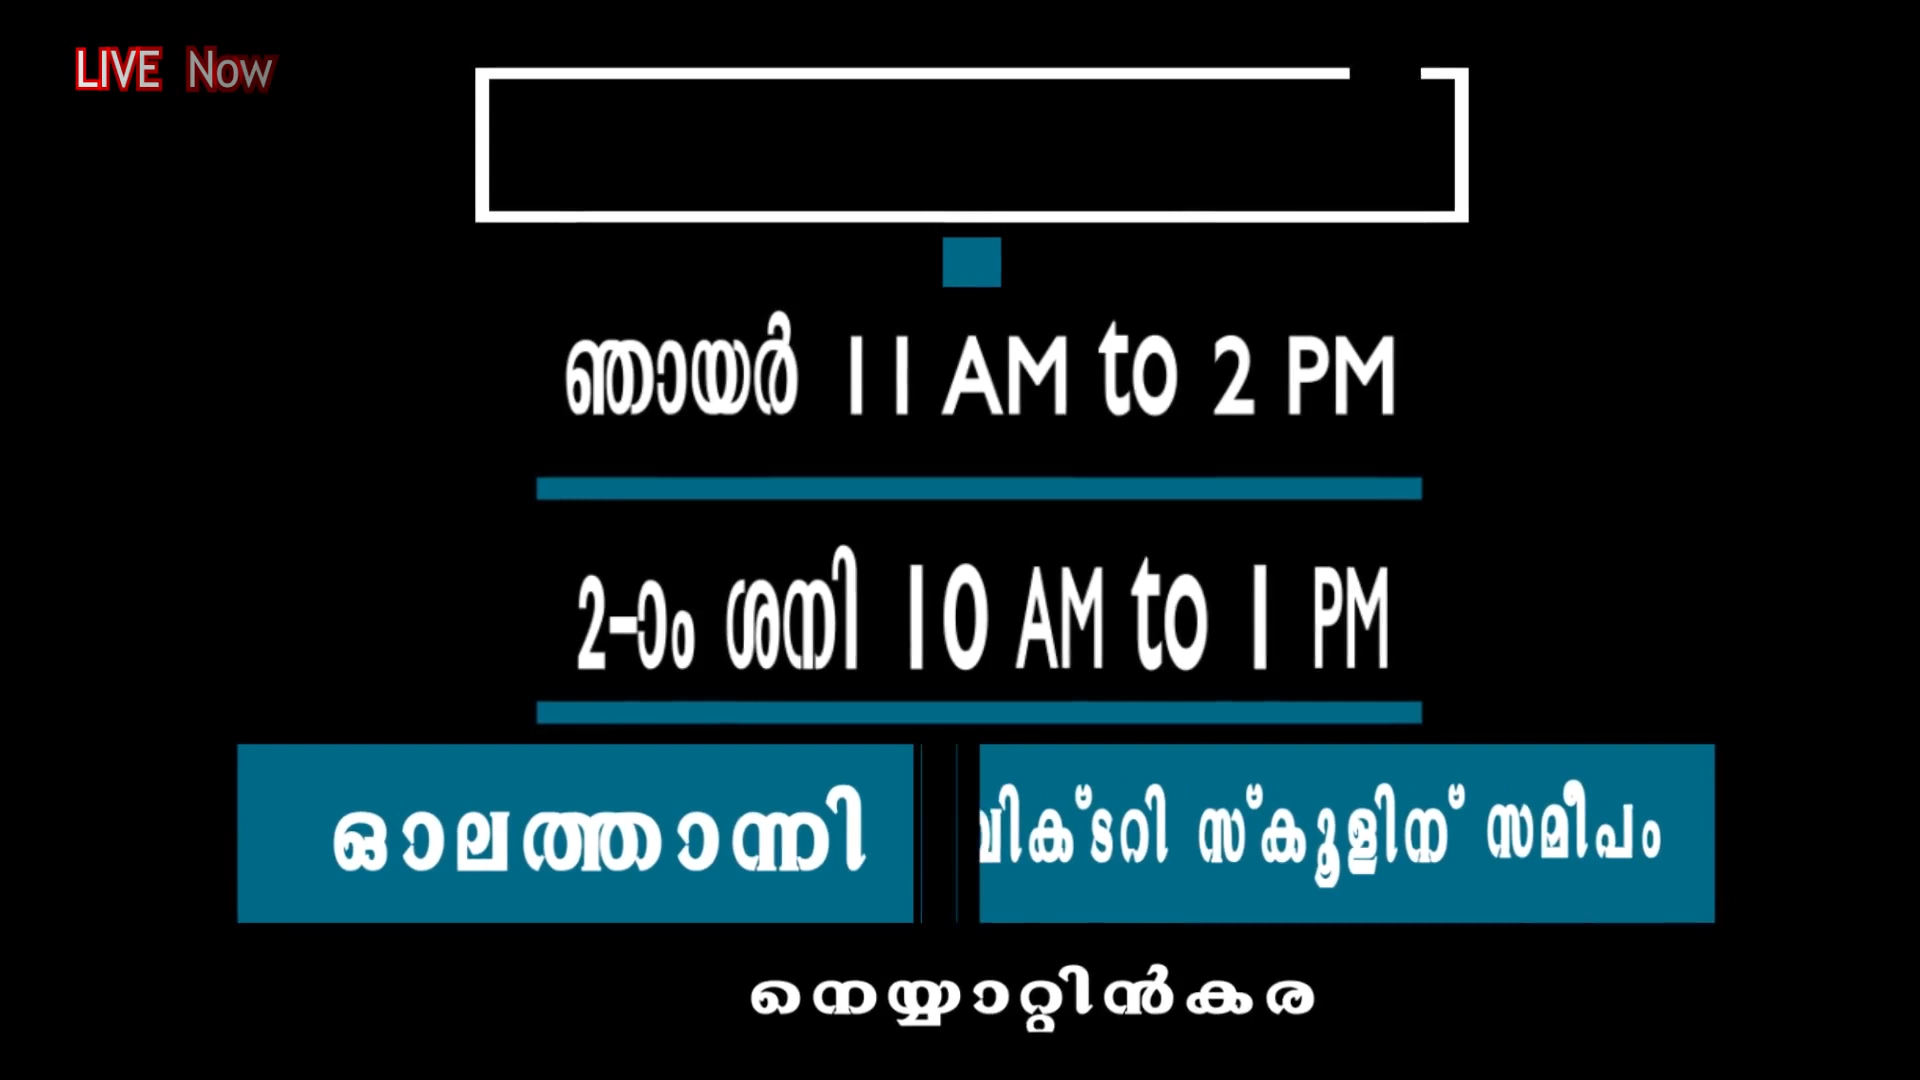 LIVE Now
ഞായർ 11 AM to 2 PM
2-ാം ശനി 10 AM to 1 PM
ഓലത്താന്നി വിക്ടറി സ്കൂളിന് സമീപം
നെയ്യാറ്റിൻകര